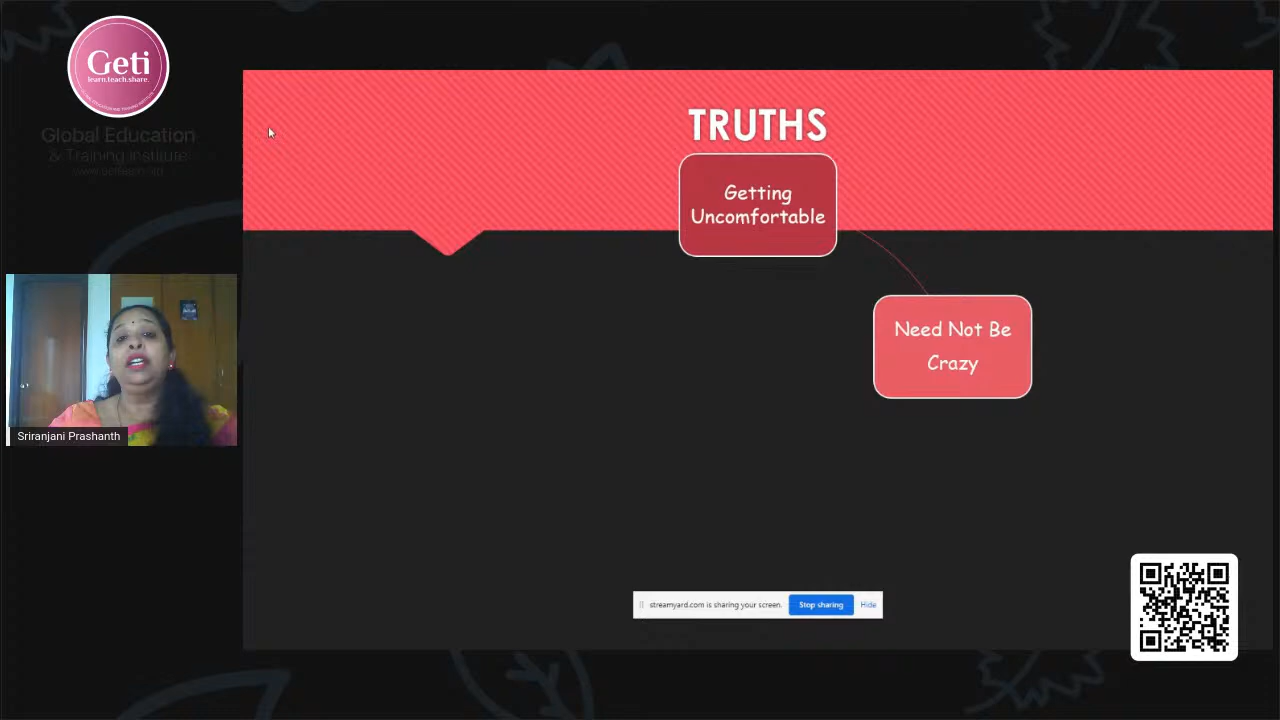 Geti
learn.teach.share.
Global Education
& Training Institute
TRUTHS
Getting
Uncomfortable
Need Not Be
Crazy
Sriranjani Prashanth
streamyard.com is sharing your screen.
Stop sharing
Hide